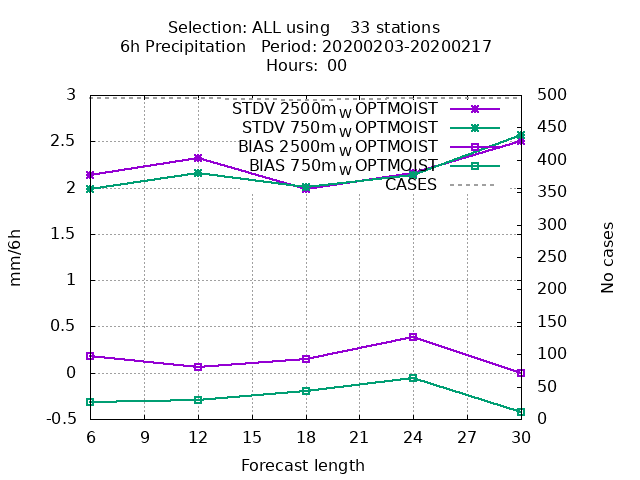 Selection: ALL using 33 stations
6h Precipitation Period: 20200203-20200217
Hours: 00
STDV 2500m_W OPTMOIST
STDV 750m_W OPTMOIST
BIAS 2500m_W OPTMOIST
BIAS 750m_W OPTMOIST
CASES
3
2.5
2
1.5
1
0.5
0
-0.5
mm/6h
500
450
400
350
300
250
200
150
100
50
0
No cases
6 9 12 15 18 21 24 27 30
Forecast length